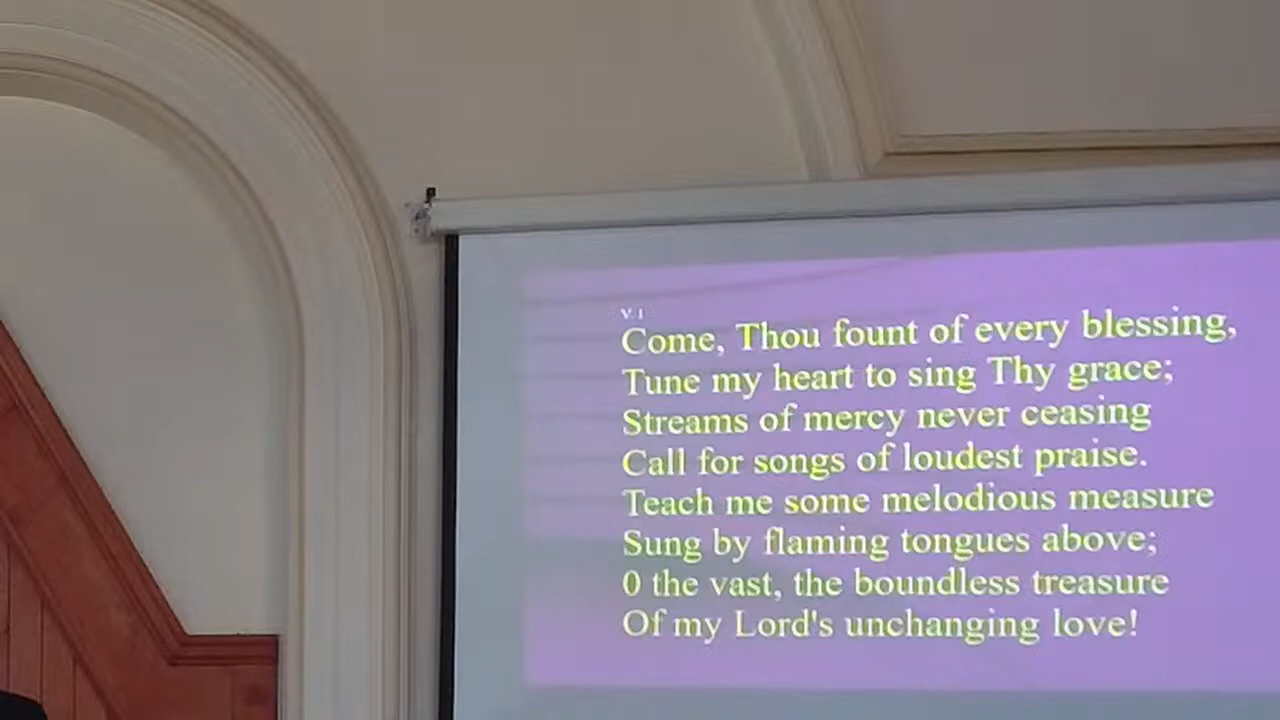 V. 1
Come, Thou fount of every blessing,
Tune my heart to sing Thy grace;
Streams of mercy never ceasing
Call for songs of loudest praise.
Teach me some melodious measure
Sung by flaming tongues above;
0 the vast, the boundless treasure
Of my Lord's unchanging love!